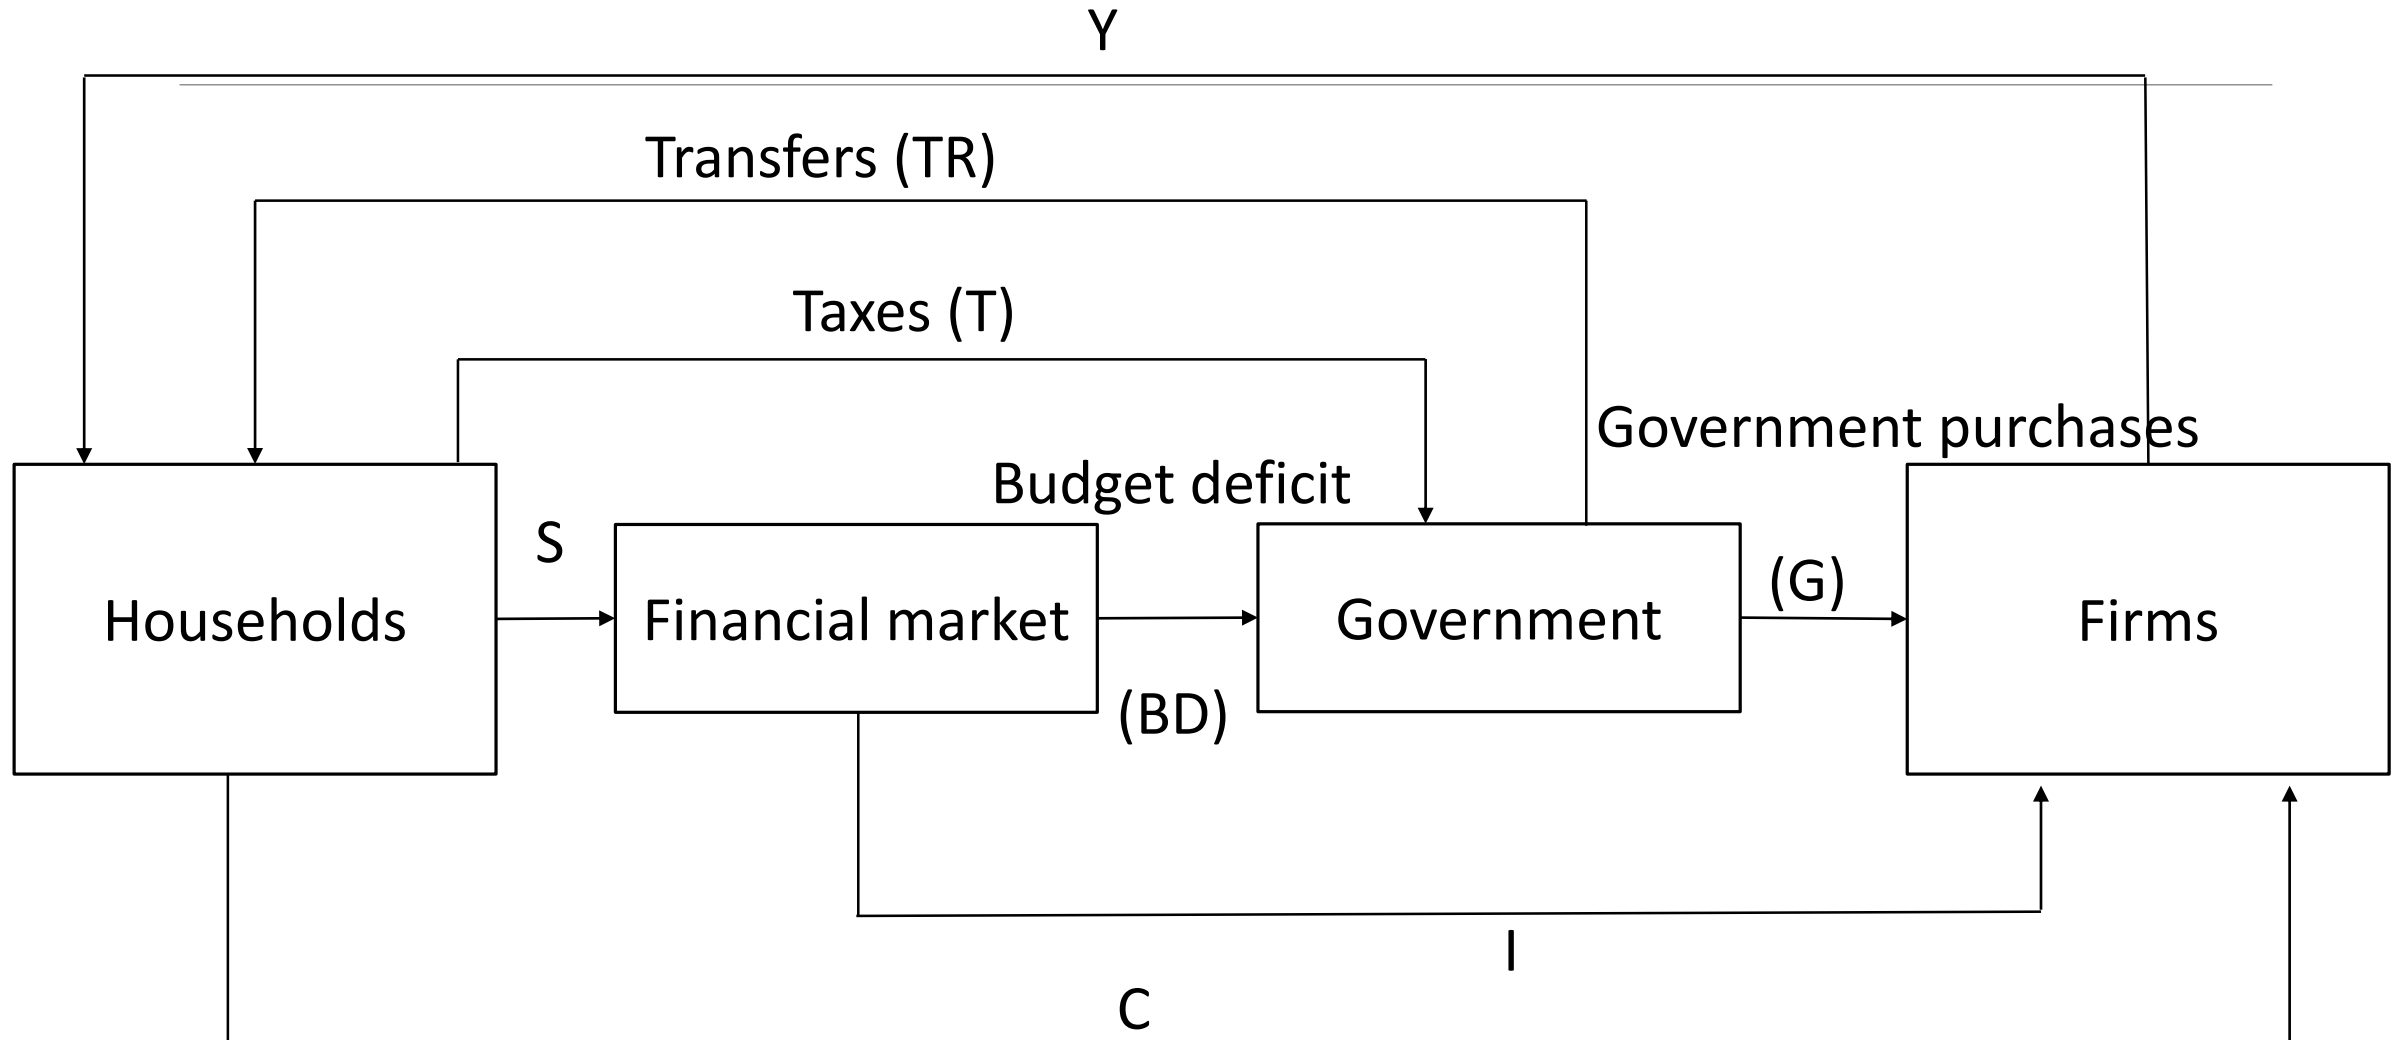 Y
Transfers (TR)
Taxes (T)
Government purchases
Budget deficit
S
(G)
Households
Financial market
Government
Firms
(BD)
I
C